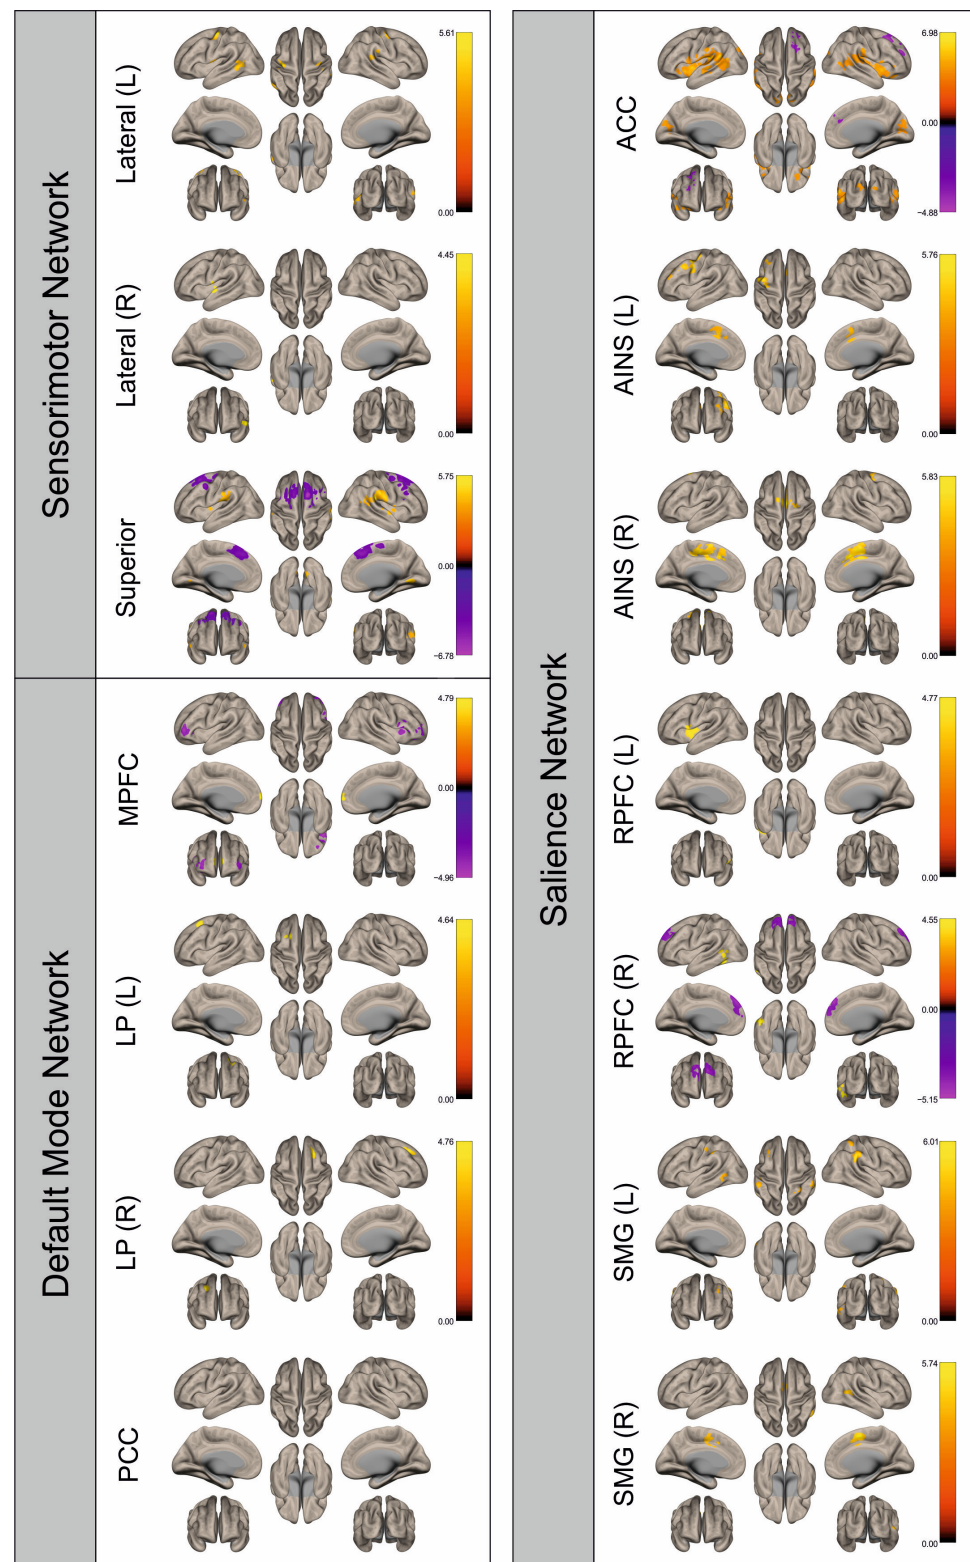 Sensorimotor Network
Lateral (L)
5.61
0.00
Lateral (R)
4.45
0.00
Superior
5.75
0.00
−6.78
Default Mode Network
MPFC
4.79
0.00
−4.96
LP (L)
4.64
0.00
LP (R)
4.76
0.00
PCC
Salience Network
ACC
6.98
0.00
−4.88
AINS (L)
5.76
0.00
AINS (R)
5.83
0.00
RPFC (L)
4.77
0.00
RPFC (R)
4.55
0.00
−5.15
SMG (L)
6.01
0.00
SMG (R)
5.74
0.00